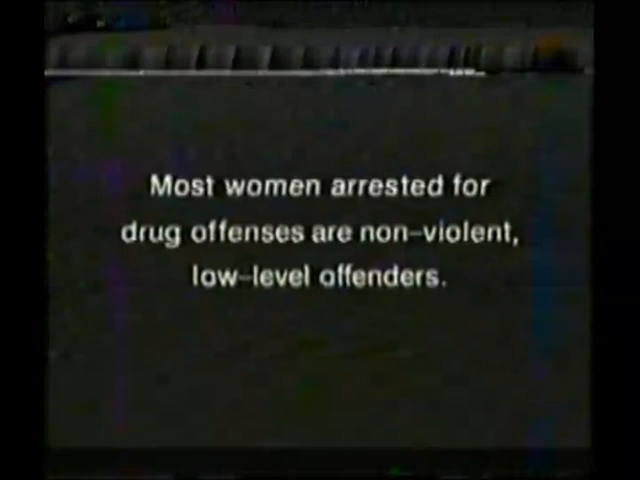 Most women arrested for
drug offenses are non-violent,
low-level offenders.